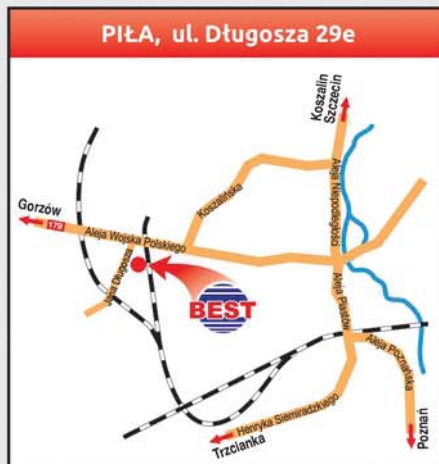 PIŁA, ul. Długosza 29e
Koszalin
Szczecin
Koszalińska
Aleja Niepodległości
Gorzów
179
Aleja Wojska Polskiego
Jana Długosza
BEST
Aleja Piastów
Aleja Poznańska
Henryka Siemiradzkiego
Trzcianka
Poznań